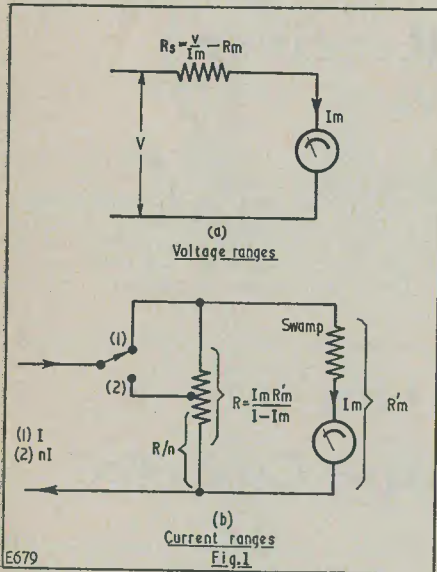 Rs = v/Im - Rm
Im
V
(a)
Voltage ranges
(1)
(2)
Swamp
R = Im R'm / I-Im
Im
R'm
R/n
(1) I
(2) nI
(b)
Current ranges
E679
Fig.1